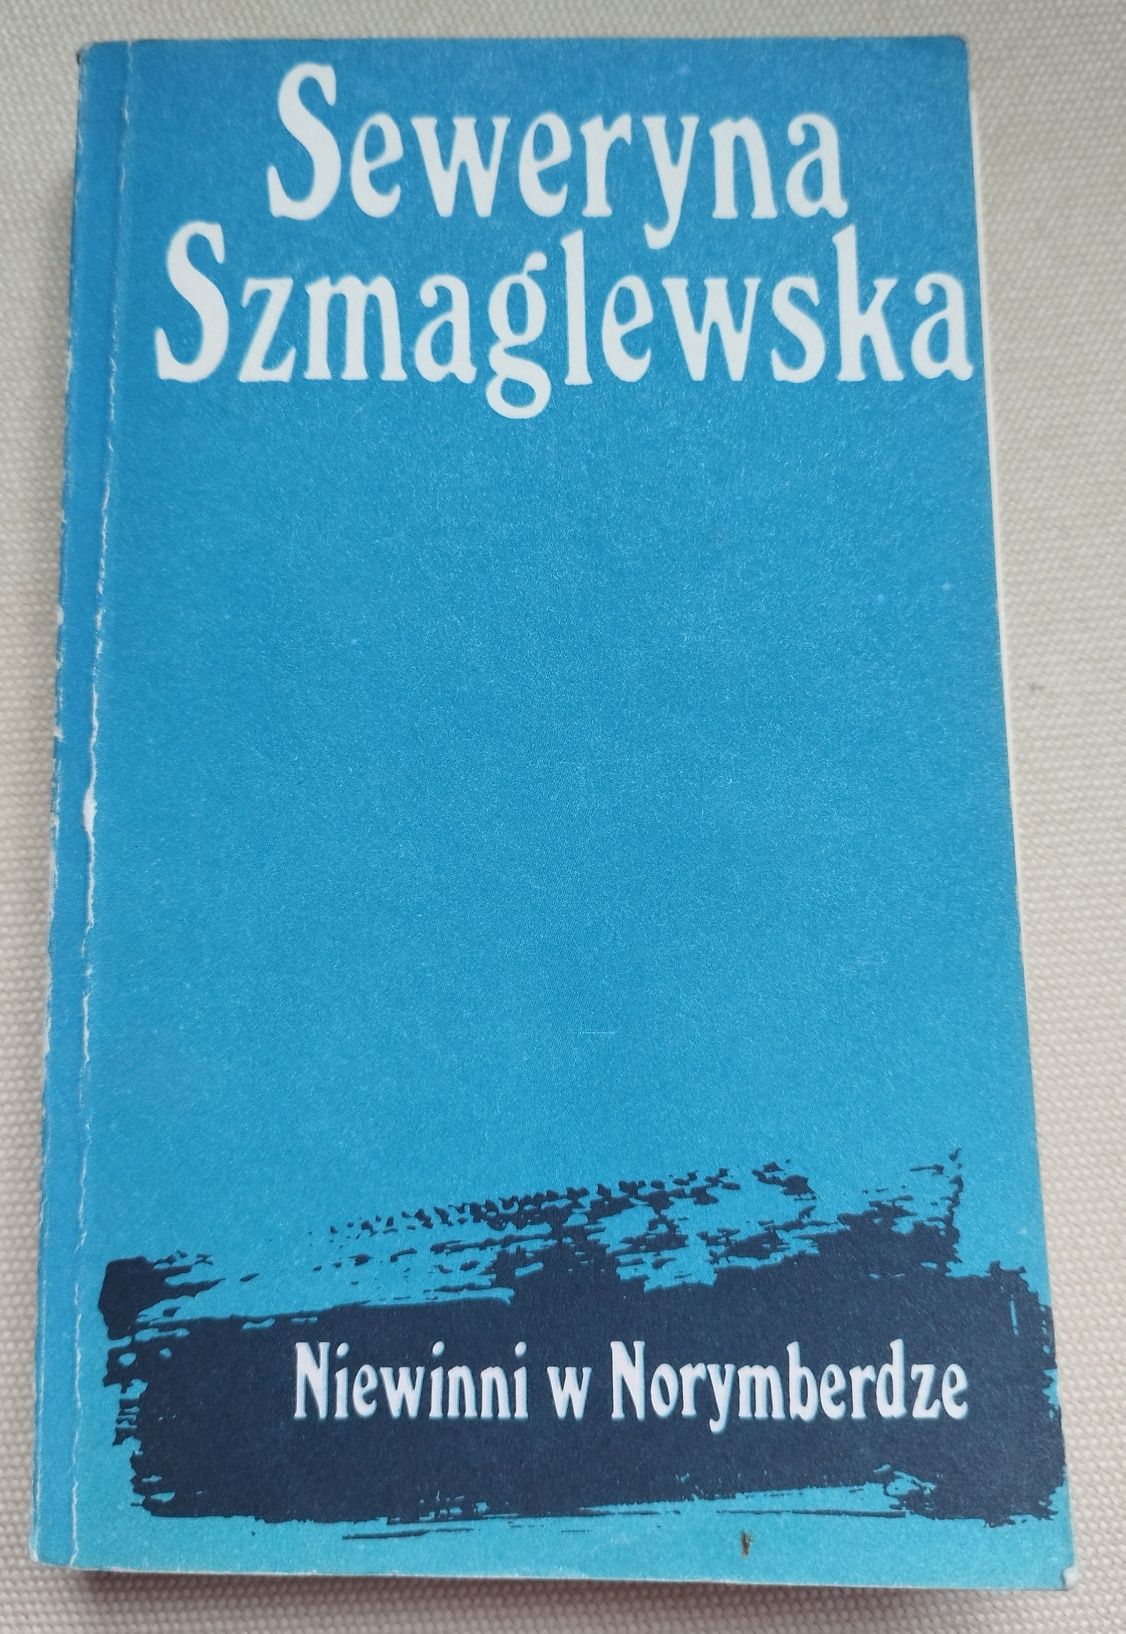 Seweryna
Szmaglewska
Niewinni w Norymberdze